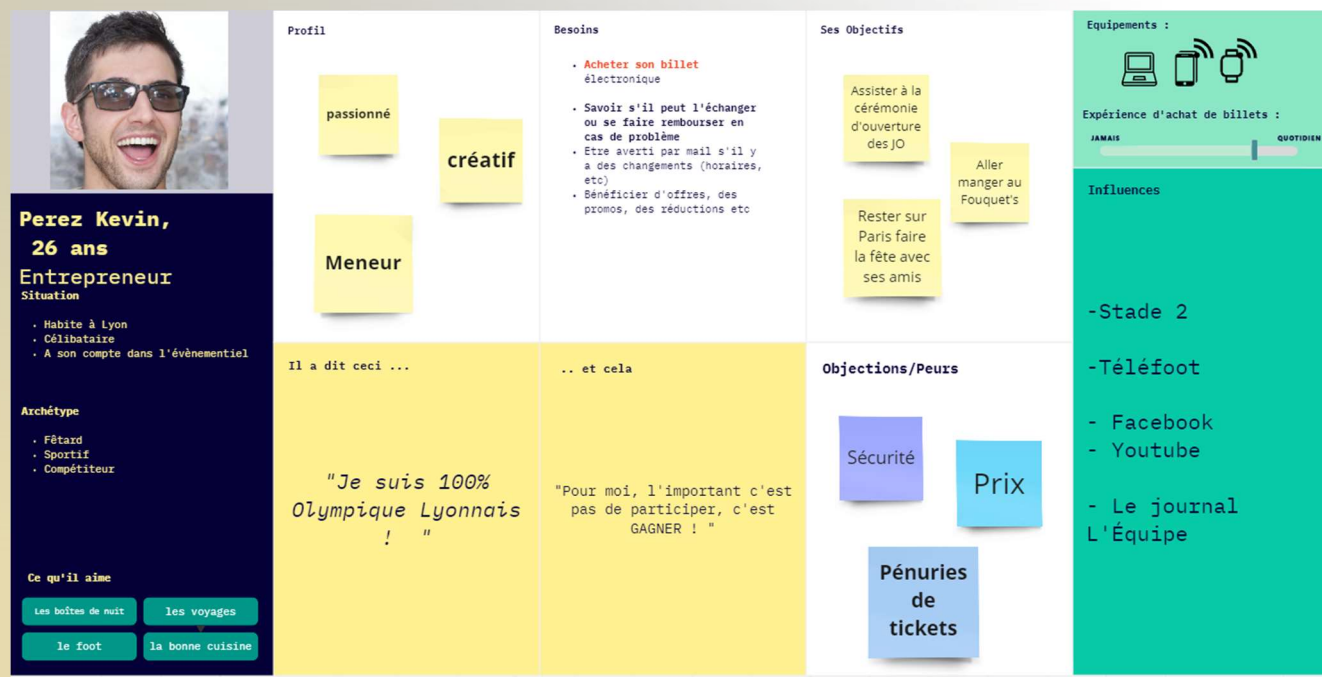 Perez Kevin,
26 ans
Entrepreneur
Situation
• Habite à Lyon
• Célibataire
• A son compte dans l'évènementiel
Archétype
• Fêtard
• Sportif
• Compétiteur
Ce qu'il aime
Les boîtes de nuit
les voyages
le foot
la bonne cuisine
Profil
passionné
créatif
Meneur
Besoins
• Acheter son billet
électronique
• Savoir s'il peut l'échanger
ou se faire rembourser en
cas de problème
• Etre averti par mail s'il y
a des changements (horaires,
etc)
• Bénéficier d'offres, des
promos, des réductions etc
Ses Objectifs
Assister à la
cérémonie
d'ouverture
des JO
Aller
manger au
Fouquet's
Rester sur
Paris faire
la fête avec
ses amis
Il a dit ceci ...
"Je suis 100%
Olympique Lyonnais
! "
.. et cela
"Pour moi, l'important c'est
pas de participer, c'est
GAGNER ! "
Objections/Peurs
Sécurité
Prix
Pénuries
de
tickets
Equipements :
Expérience d'achat de billets :
JAMAIS
QUOTIDIEN
Influences
-Stade 2
-Téléfoot
- Facebook
- Youtube
- Le journal
L'Équipe